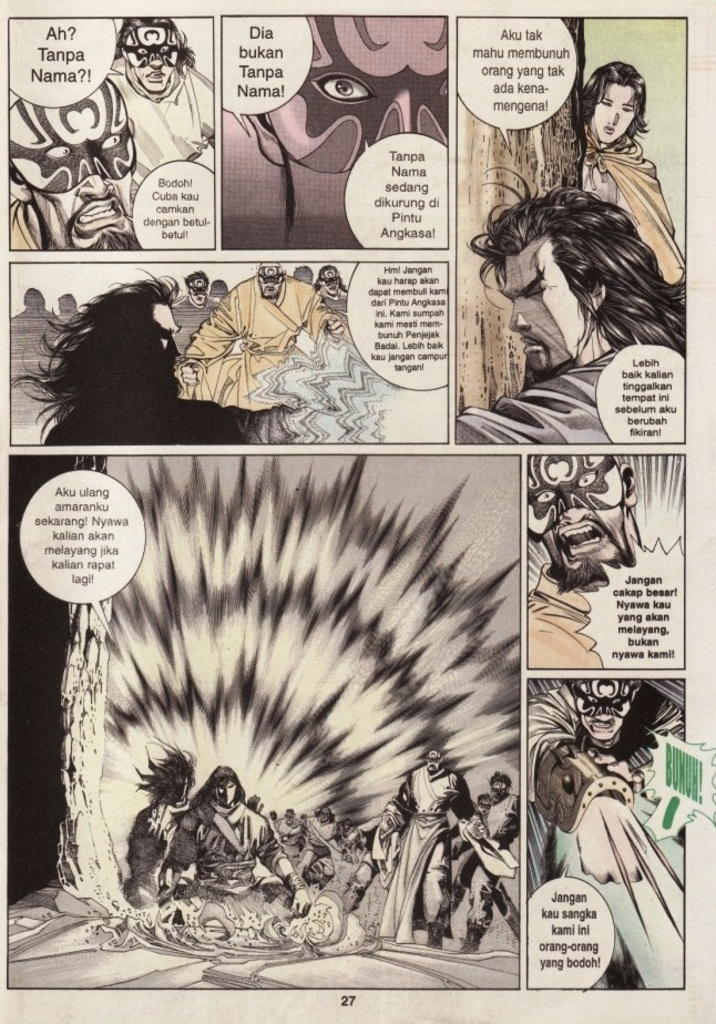 Ah?
Tanpa
Nama?!
Bodoh!
Cuba kau
camkan
dengan betul-
betul!
Dia
bukan
Tanpa
Nama!
Tanpa
Nama
sedang
dikurung di
Pintu
Angkasa!
Aku tak
mahu membunuh
orang yang tak
ada kena-
mengena!
Lebih
baik kalian
tinggalkan
tempat ini
sebelum aku
berubah
fikiran!
Hm! Jangan
kau harap akan
dapat membuli kami
dari Pintu Angkasa
ini. Kami sumpah
kami mesti mem-
bunuh Penjejak
Badai. Lebih baik
kau jangan campur
tangan!
Aku ulang
amaranku
sekarang! Nyawa
kalian akan
melayang jika
kalian rapat
lagi!
Jangan
cakap besar!
Nyawa kau
yang akan
melayang,
bukan
nyawa kami!
BUNUH!
!
Jangan
kau sangka
kami ini
orang-orang
yang bodoh!
27